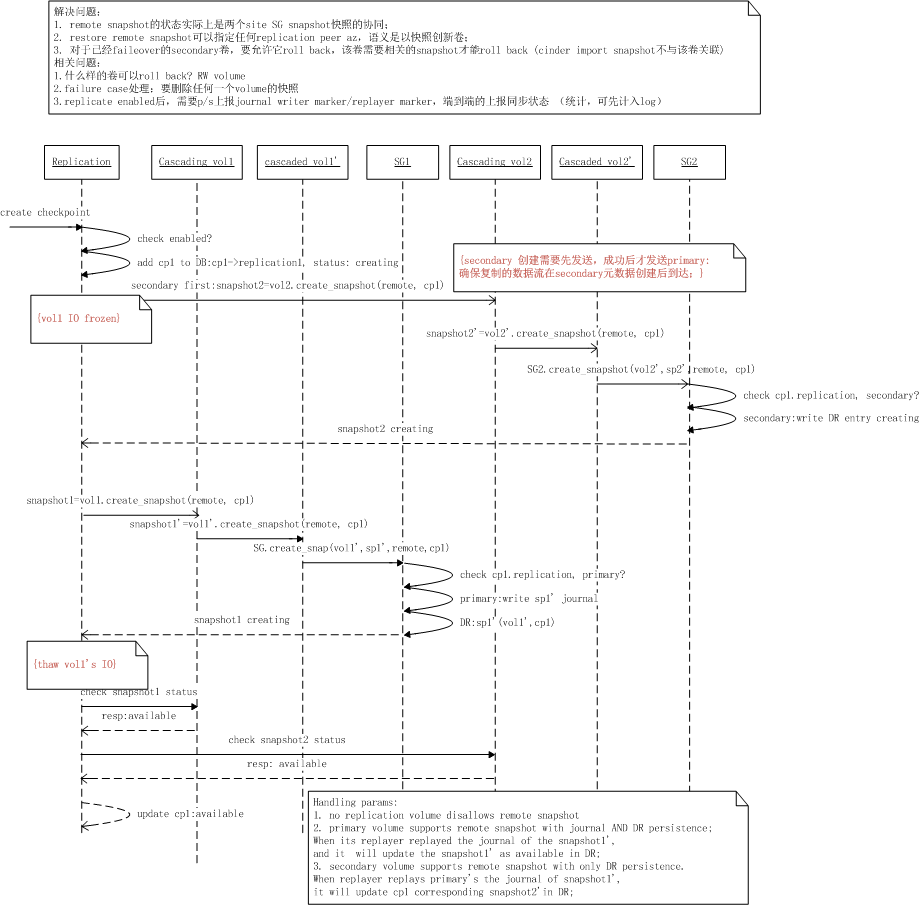 解决问题：
1. remote snapshot的状态实际上是两个site SG snapshot快照的协同；
2. restore remote snapshot可以指定任何replication peer az，语义是以快照创新卷；
3. 对于已经faileover的secondary卷，要允许它roll back，该卷需要相关的snapshot才能roll back (cinder import snapshot不与该卷关联)
相关问题：
1.什么样的卷可以roll back? RW volume
2.failure case处理：要删除任何一个volume的快照
3.replicate enabled后，需要p/s上报journal writer marker/replayer marker，端到端的上报同步状态 （统计，可先计入log）
Replication
Cascading vol1
cascaded vol1'
SG1
Cascading vol2
Cascaded vol2'
SG2
create checkpoint
check enabled?
add cp1 to DB:cp1->replication1, status: creating
{secondary 创建需要先发送，成功后才发送primary:
确保复制的数据流在secondary元数据创建后到达；}
secondary first:snapshot2=vol2.create_snapshot(remote, cp1)
{vol1 IO frozen}
snapshot2'=vol2'.create_snapshot(remote, cp1)
SG2.create_snapshot(vol2',sp2',remote, cp1)
check cp1.replication, secondary?
secondary:write DR entry creating
snapshot2 creating
snapshot1=vol1.create_snapshot(remote, cp1)
snapshot1'=vol1'.create_snapshot(remote, cp1)
SG.create_snap(vol1',sp1',remote,cp1)
check cp1.replication, primary?
primary:write sp1' journal
snapshot1 creating
DR:sp1'(vol1',cp1)
{thaw vol1's IO}
check snapshot1 status
resp:available
check snapshot2 status
resp: available
update cp1:available
Handling params:
1. no replication volume disallows remote snapshot
2. primary volume supports remote snapshot with journal AND DR persistence;
When its replayer replayed the journal of the snapshot1',
and it  will update the snapshot1' as available in DR;
3. secondary volume supports remote snapshot with only DR persistence.
When replayer replays primary's the journal of snapshot1',
it will update cp1 corresponding snapshot2'in DR;